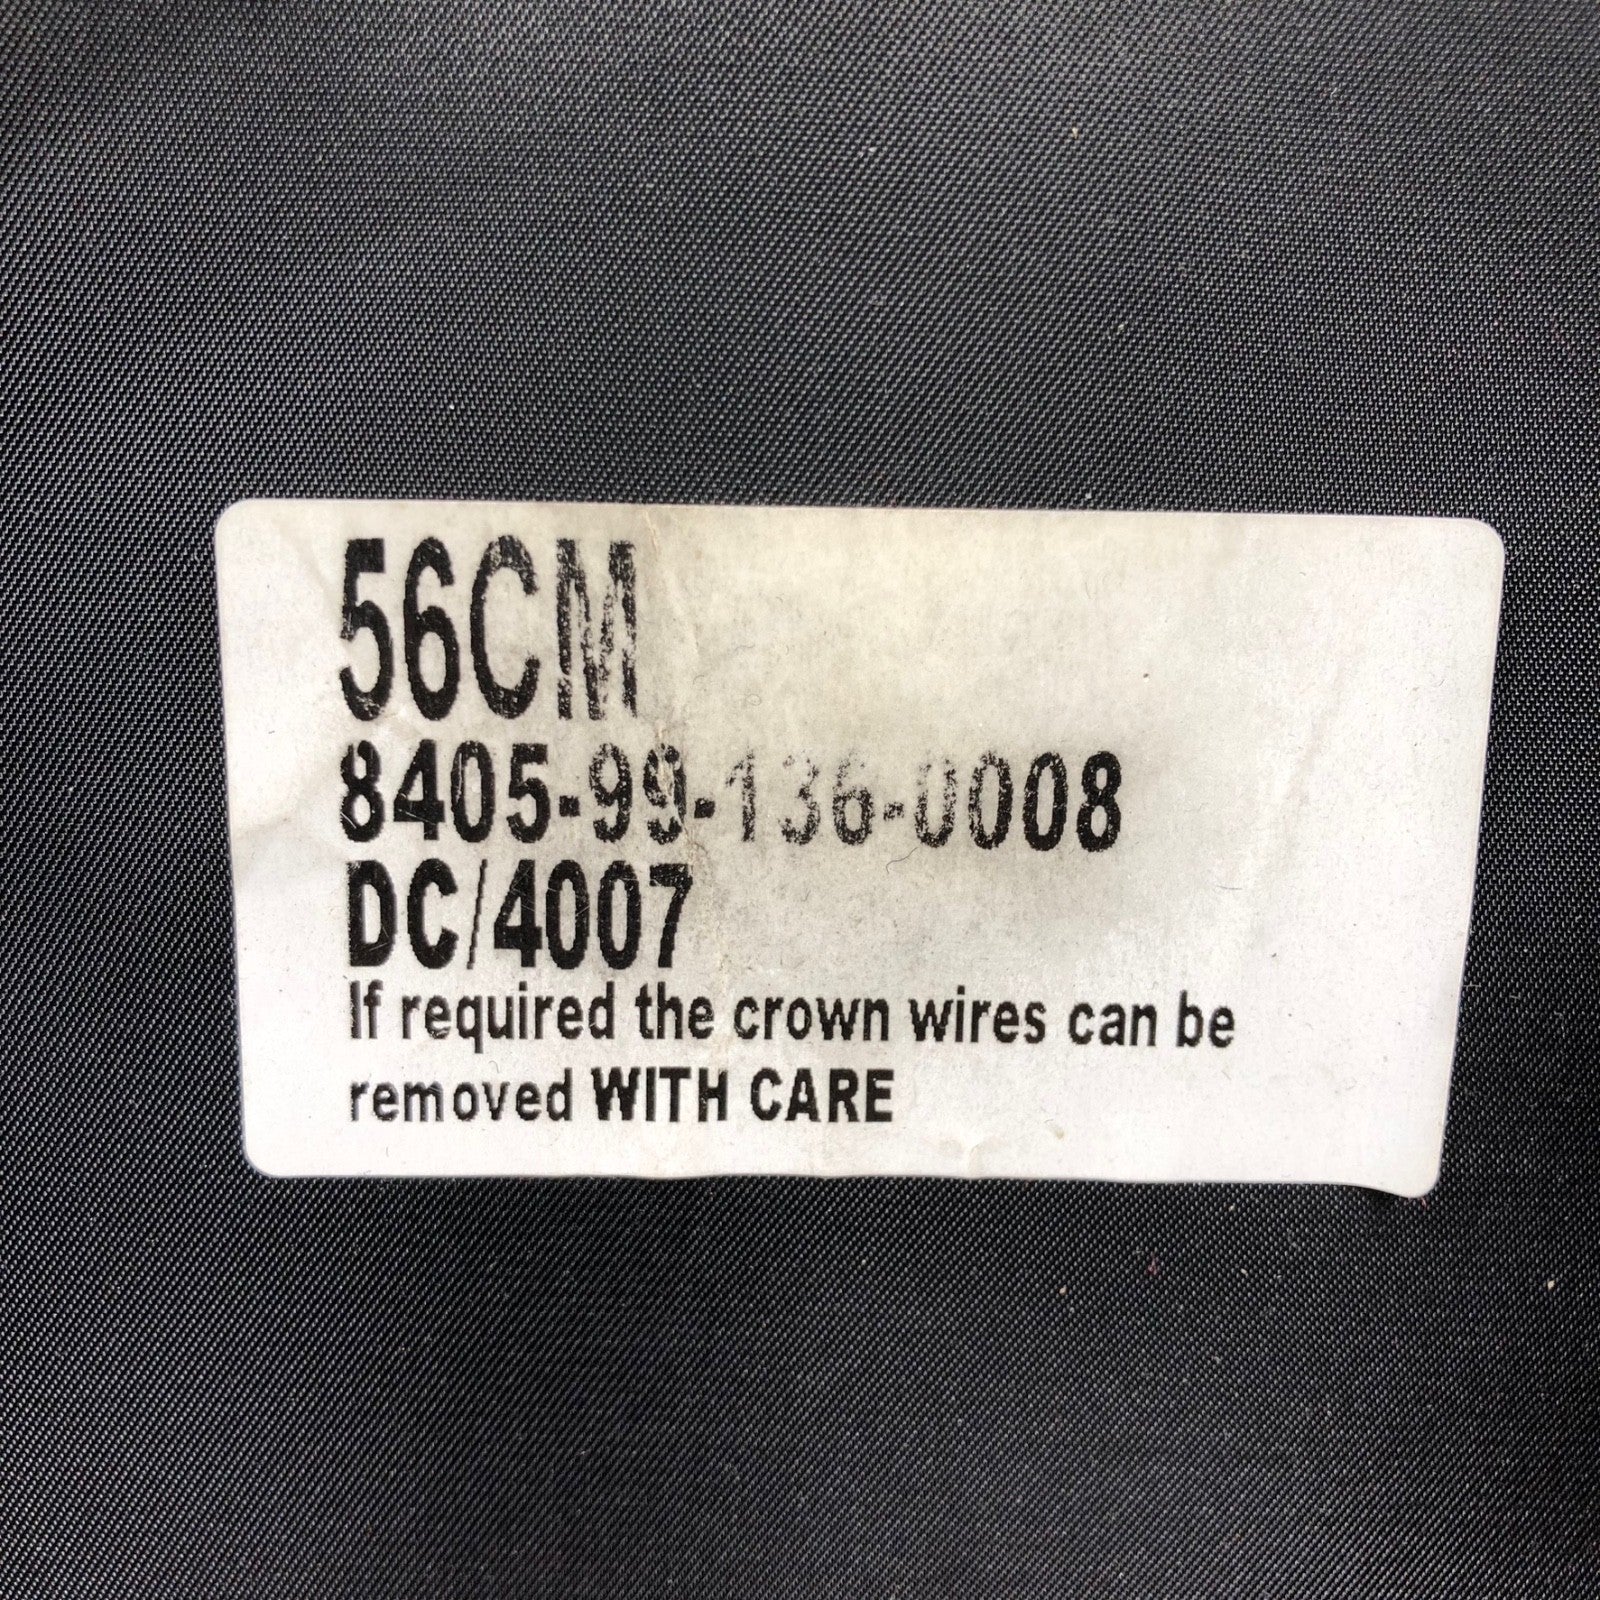 56CM
8405-99-136-0008
DC/4007
If required the crown wires can be
removed WITH CARE